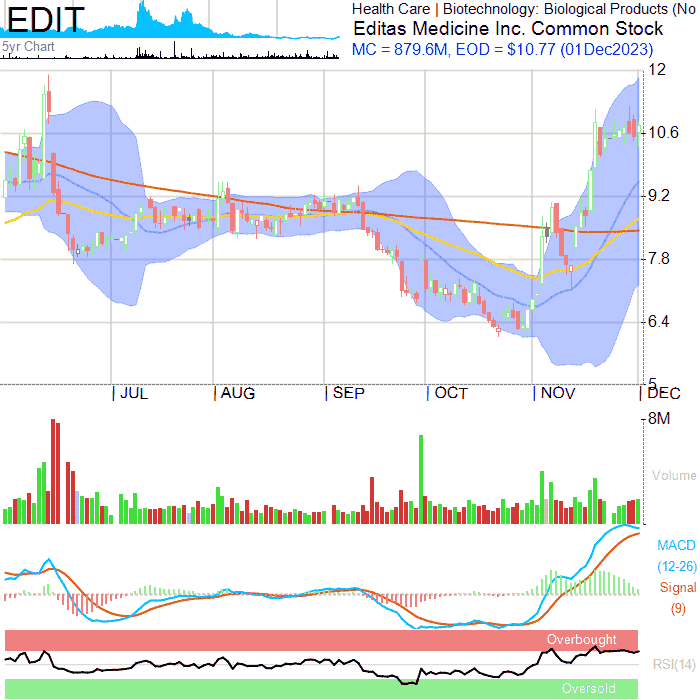 EDIT
5yr Chart
Health Care | Biotechnology: Biological Products (No
Editas Medicine Inc. Common Stock
MC = 879.6M, EOD = $10.77 (01Dec2023)
12
10.6
9.2
7.8
6.4
5
JUL AUG SEP OCT NOV DEC
8M
Volume
MACD
(12-26)
Signal
(9)
Overbought
RSI(14)
Oversold